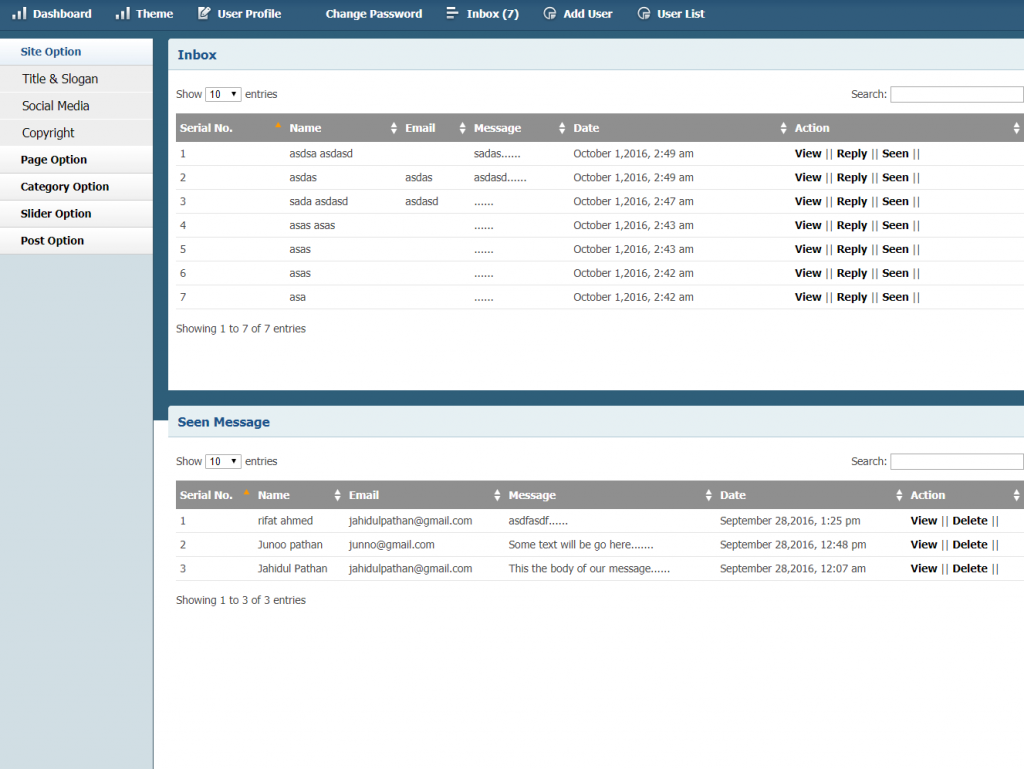 Dashboard Theme User Profile Change Password Inbox (7) Add User User List
Site Option
Title & Slogan
Social Media
Copyright
Page Option
Category Option
Slider Option
Post Option
Inbox
Show 10 entries Search:
Serial No. Name Email Message Date Action
1 asdsa asdasd sadas...... October 1,2016, 2:49 am View || Reply || Seen ||
2 asdas asdas asdasd...... October 1,2016, 2:49 am View || Reply || Seen ||
3 sada asdasd asdasd ...... October 1,2016, 2:47 am View || Reply || Seen ||
4 asas asas ...... October 1,2016, 2:43 am View || Reply || Seen ||
5 asas ...... October 1,2016, 2:43 am View || Reply || Seen ||
6 asas ...... October 1,2016, 2:42 am View || Reply || Seen ||
7 asa ...... October 1,2016, 2:42 am View || Reply || Seen ||
Showing 1 to 7 of 7 entries
Seen Message
Show 10 entries Search:
Serial No. Name Email Message Date Action
1 rifat ahmed jahidulpathan@gmail.com asdfasdf...... September 28,2016, 1:25 pm View || Delete ||
2 Junoo pathan junno@gmail.com Some text will be go here....... September 28,2016, 12:48 pm View || Delete ||
3 Jahidul Pathan jahidulpathan@gmail.com This the body of our message...... September 28,2016, 12:07 am View || Delete ||
Showing 1 to 3 of 3 entries